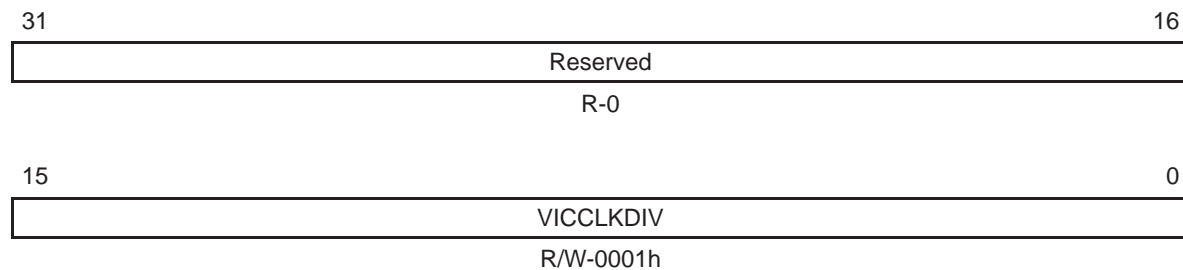 31 16
Reserved
R-0
15 0
VICCLKDIV
R/W-0001h